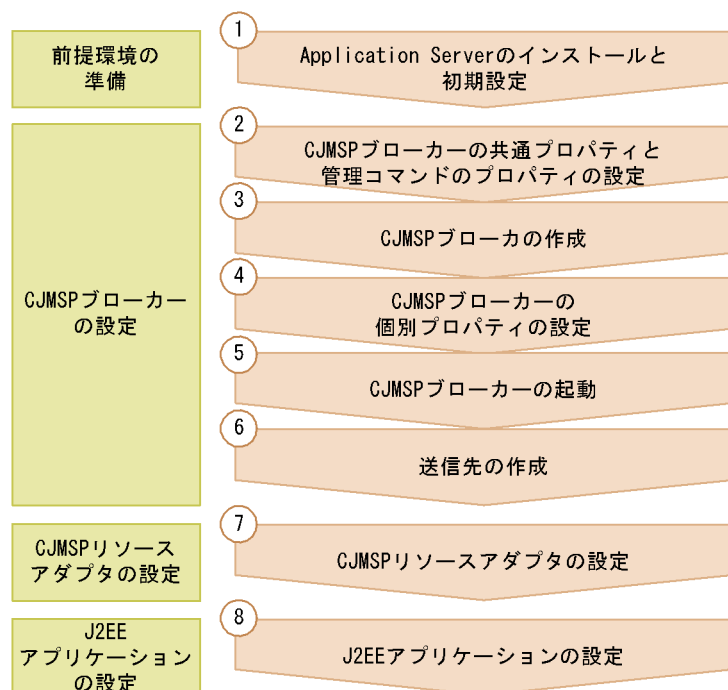 前提環境の
準備
1
Application Serverのインストールと
初期設定
CJMSPブローカー
の設定
2
CJMSPブローカーの共通プロパティと
管理コマンドのプロパティの設定
3
CJMSPブローカの作成
4
CJMSPブローカーの
個別プロパティの設定
5
CJMSPブローカーの起動
6
送信先の作成
CJMSPリソース
アダプタの設定
7
CJMSPリソースアダプタの設定
J2EE
アプリケーション
の設定
8
J2EEアプリケーションの設定